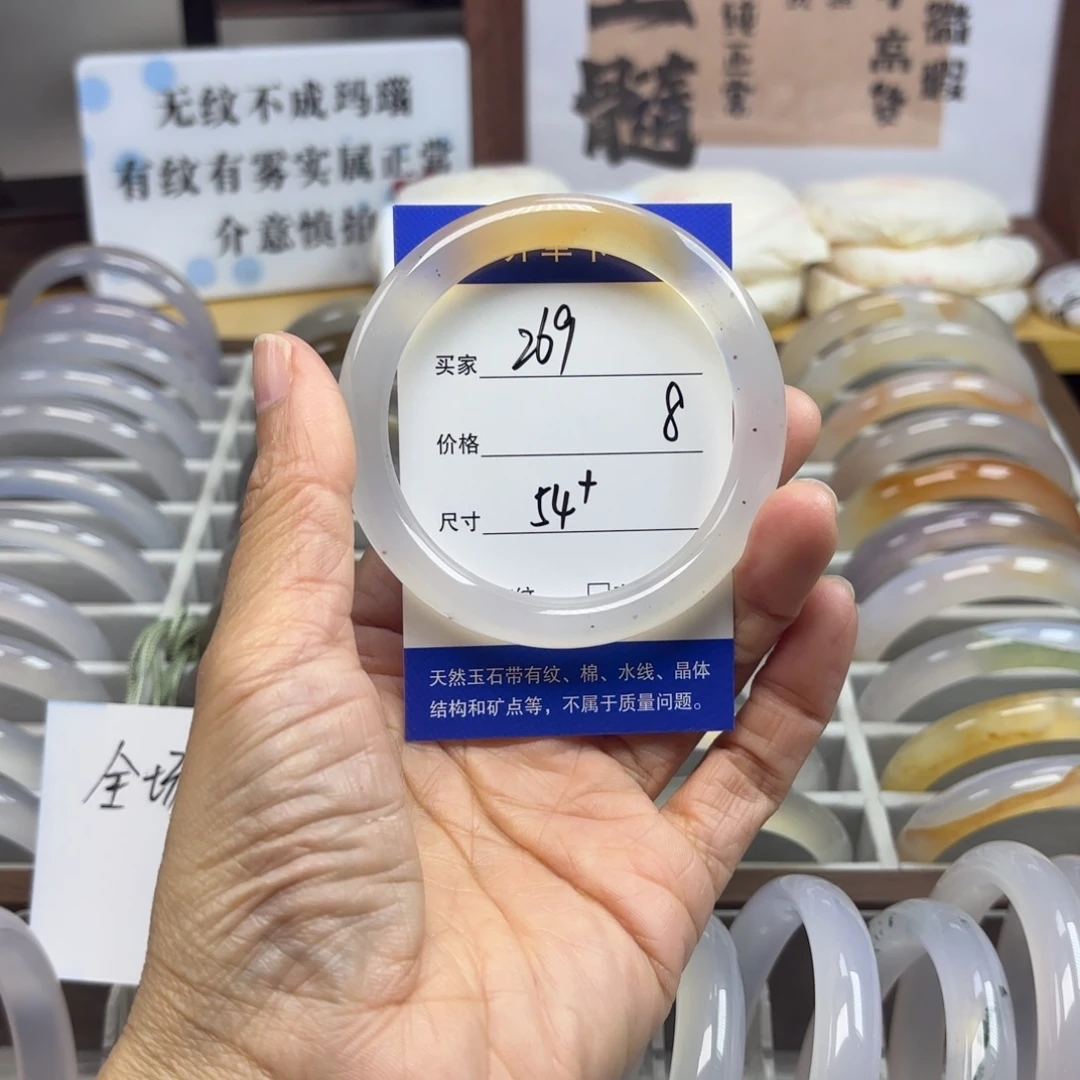 无纹不成玛瑙
有纹有雾实属正常
介意慎拍
髓
买家 269
价格 8
尺寸 54+
天然玉石带有纹、棉、水线、晶体
结构和矿点等，不属于质量问题。
全场